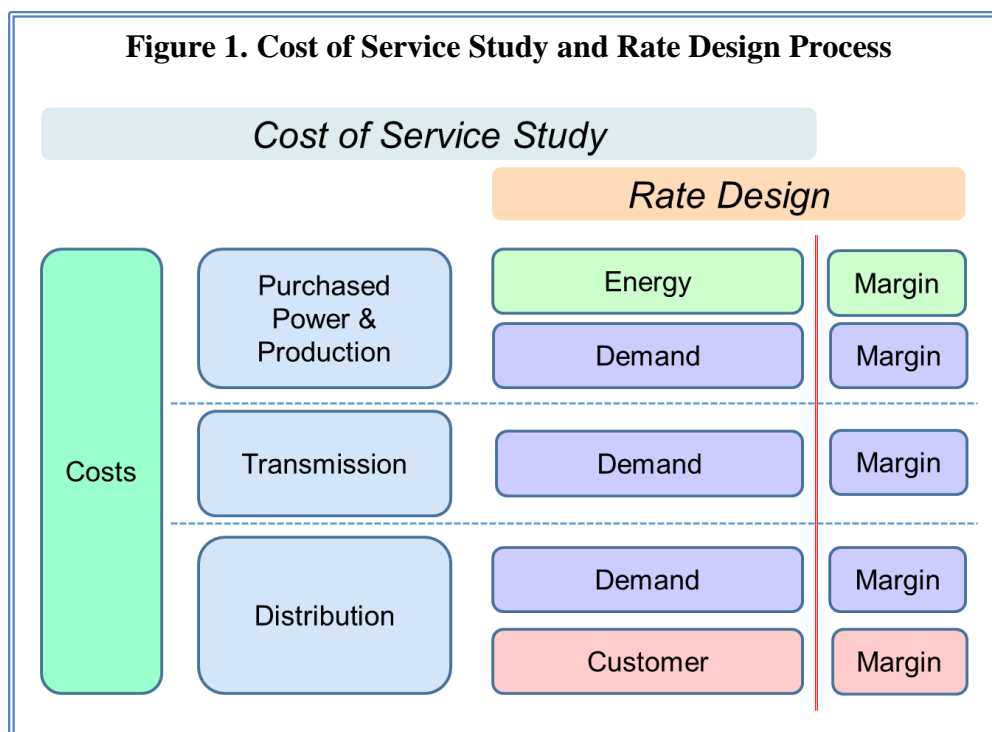 Figure 1. Cost of Service Study and Rate Design Process
Cost of Service Study
Rate Design
Costs
Purchased
Power &
Production
Energy
Margin
Demand
Margin
Transmission
Demand
Margin
Distribution
Demand
Margin
Customer
Margin